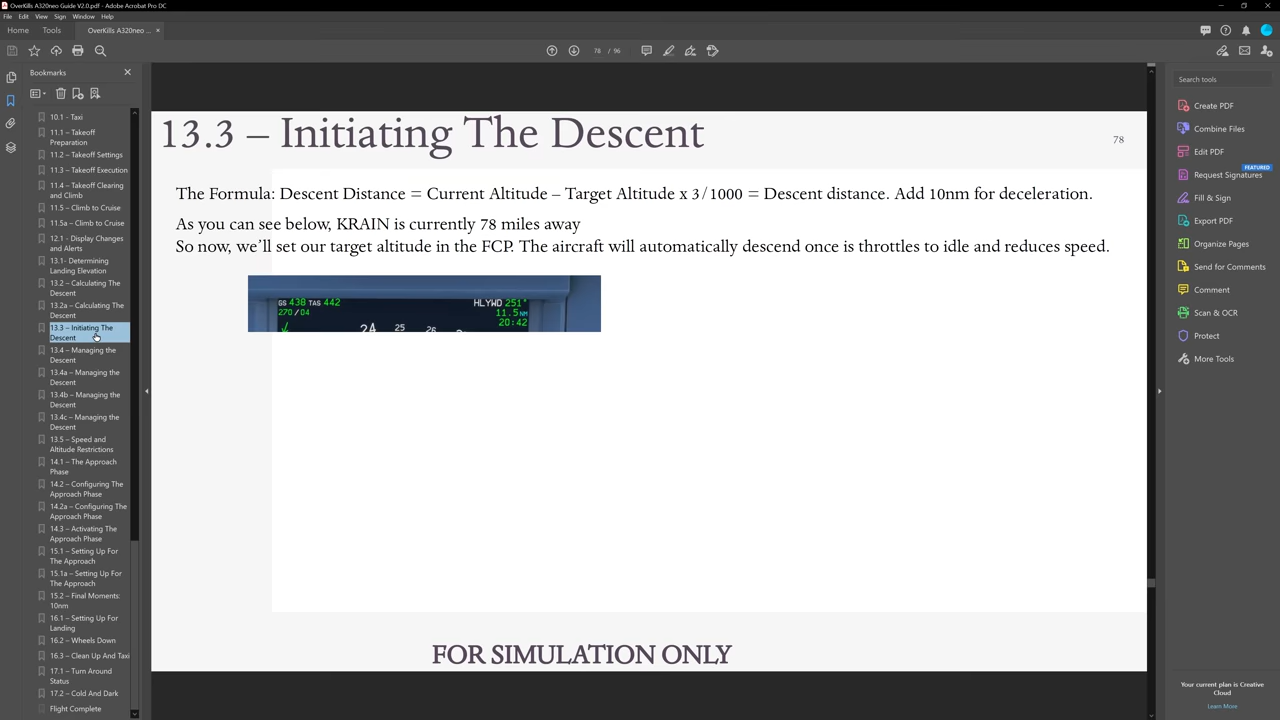 OverKills A320neo Guide V2.0.pdf - Adobe Acrobat Pro DC
File Edit View Sign Window Help
Home Tools OverKills A320neo ... ×
78 / 96
Bookmarks
10.1 - Taxi
11.1 – Takeoff
Preparation
11.2 – Takeoff Settings
11.3 – Takeoff Execution
11.4 – Takeoff Clearing
and Climb
11.5 – Climb to Cruise
11.5a – Climb to Cruise
12.1 - Display Changes
and Alerts
13.1- Determining
Landing Elevation
13.2 – Calculating The
Descent
13.2a – Calculating The
Descent
13.3 – Initiating The
Descent
13.4 – Managing the
Descent
13.4a – Managing the
Descent
13.4b – Managing the
Descent
13.4c – Managing the
Descent
13.5 – Speed and
Altitude Restrictions
14.1 – The Approach
Phase
14.2 – Configuring The
Approach Phase
14.2a – Configuring The
Approach Phase
14.3 – Activating The
Approach Phase
15.1 – Setting Up For
The Approach
15.1a – Setting Up For
The Approach
15.2 – Final Moments:
10nm
16.1 – Setting Up For
Landing
16.2 – Wheels Down
16.3 – Clean Up And Taxi
17.1 – Turn Around
Status
17.2 – Cold And Dark
Flight Complete
13.3 – Initiating The Descent
78
The Formula: Descent Distance = Current Altitude – Target Altitude x 3/1000 = Descent distance. Add 10nm for deceleration.
As you can see below, KRAIN is currently 78 miles away
So now, we’ll set our target altitude in the FCP. The aircraft will automatically descend once is throttles to idle and reduces speed.
GS 438 TAS 442 HLYWD 251°
270/04 11.5 NM
20:42
24 25 26
FOR SIMULATION ONLY
Search tools
Create PDF
Combine Files
Edit PDF
FEATURED
Request Signatures
Fill & Sign
Export PDF
Organize Pages
Send for Comments
Comment
Scan & OCR
Protect
More Tools
Your current plan is Creative
Cloud
Learn More